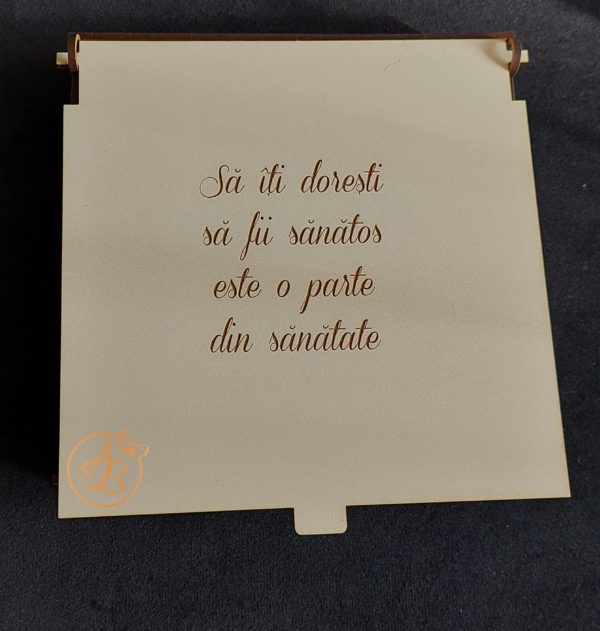 Să îți dorești
să fii sănătos
este o parte
din sănătate